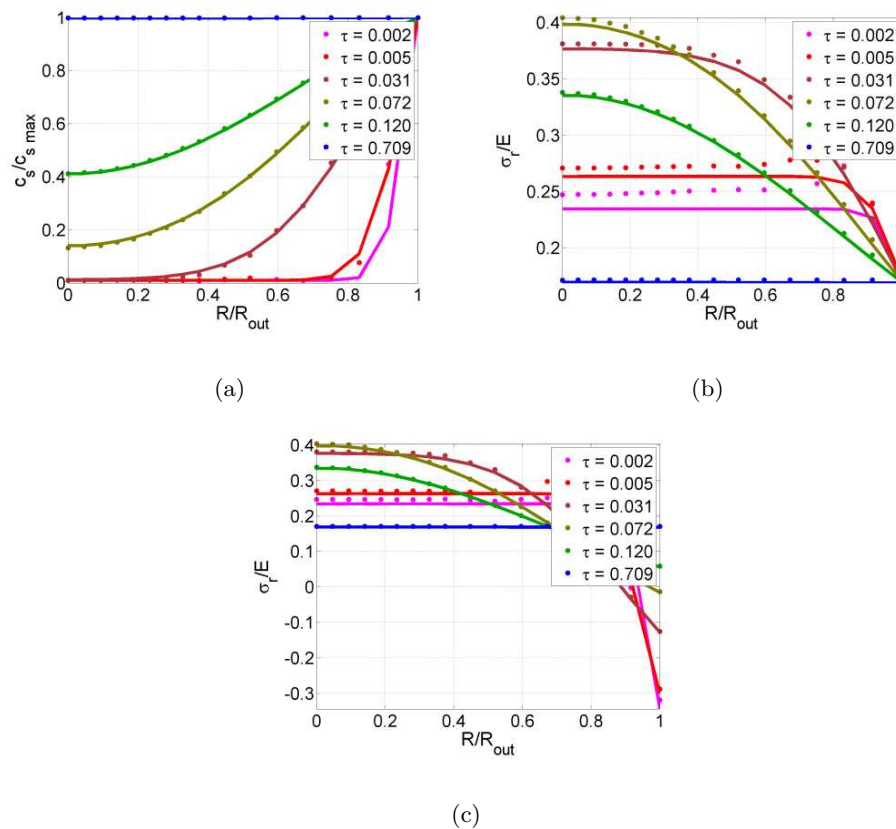 1
0.8
0.6
0.4
0.2
0
c_s/c_s max
0 0.2 0.4 0.6 0.8 1
R/R_out
τ = 0.002
τ = 0.005
τ = 0.031
τ = 0.072
τ = 0.120
τ = 0.709
(a)
0.4
0.35
0.3
0.25
0.2
σ_r/E
0 0.2 0.4 0.6 0.8
R/R_out
τ = 0.002
τ = 0.005
τ = 0.031
τ = 0.072
τ = 0.120
τ = 0.709
(b)
0.4
0.3
0.2
0.1
0
-0.1
-0.2
-0.3
σ_r/E
0 0.2 0.4 0.6 0.8 1
R/R_out
τ = 0.002
τ = 0.005
τ = 0.031
τ = 0.072
τ = 0.120
τ = 0.709
(c)